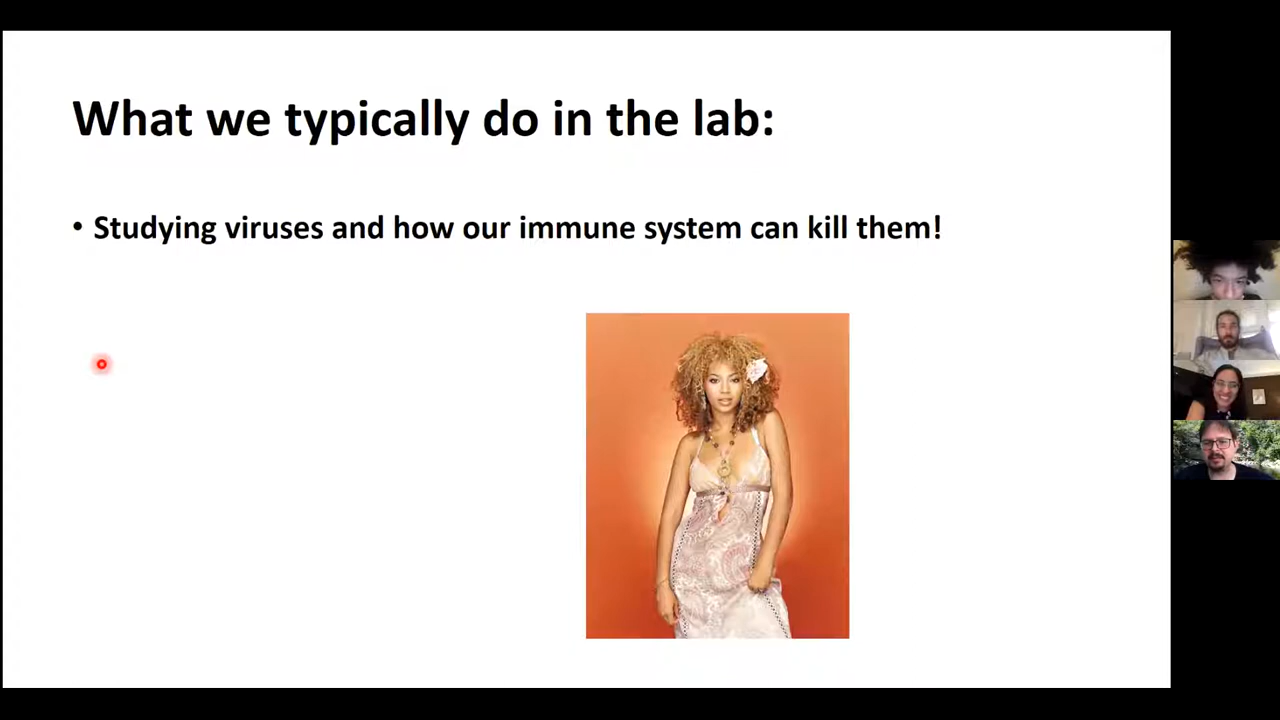 What we typically do in the lab:
• Studying viruses and how our immune system can kill them!